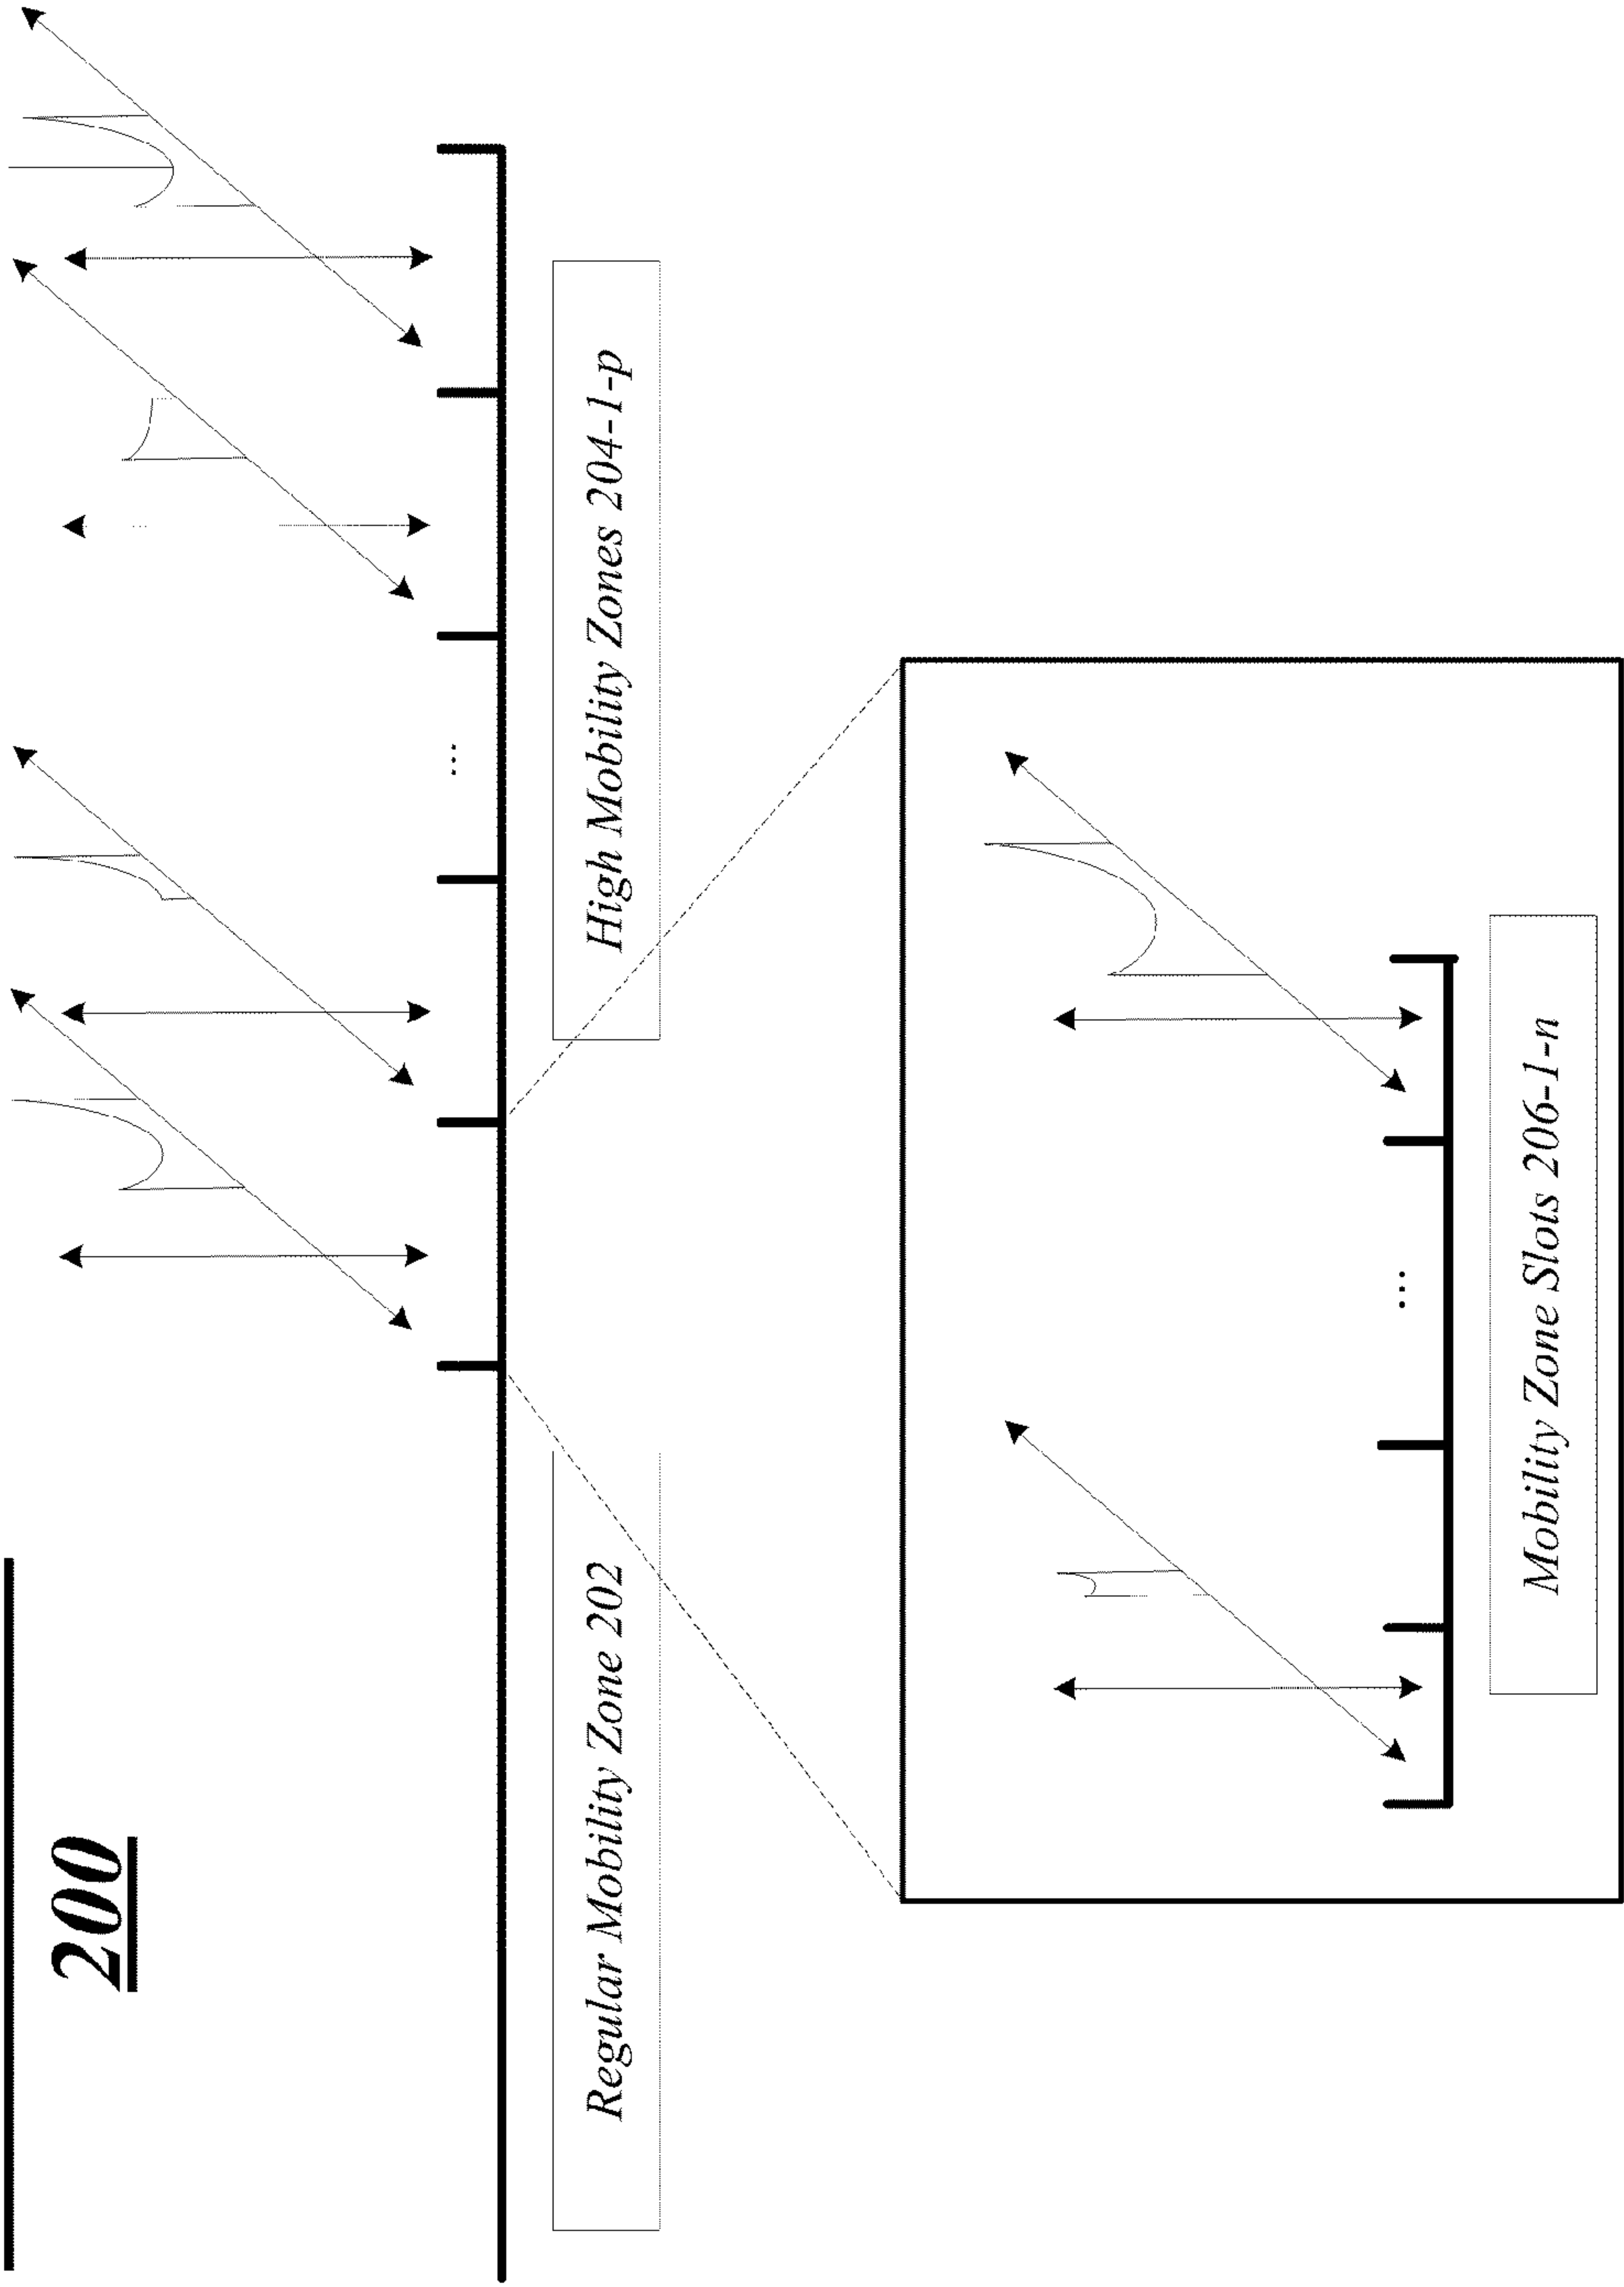 200
...
Regular Mobility Zone 202
High Mobility Zones 204-1-p
...
Mobility Zone Slots 206-1-n